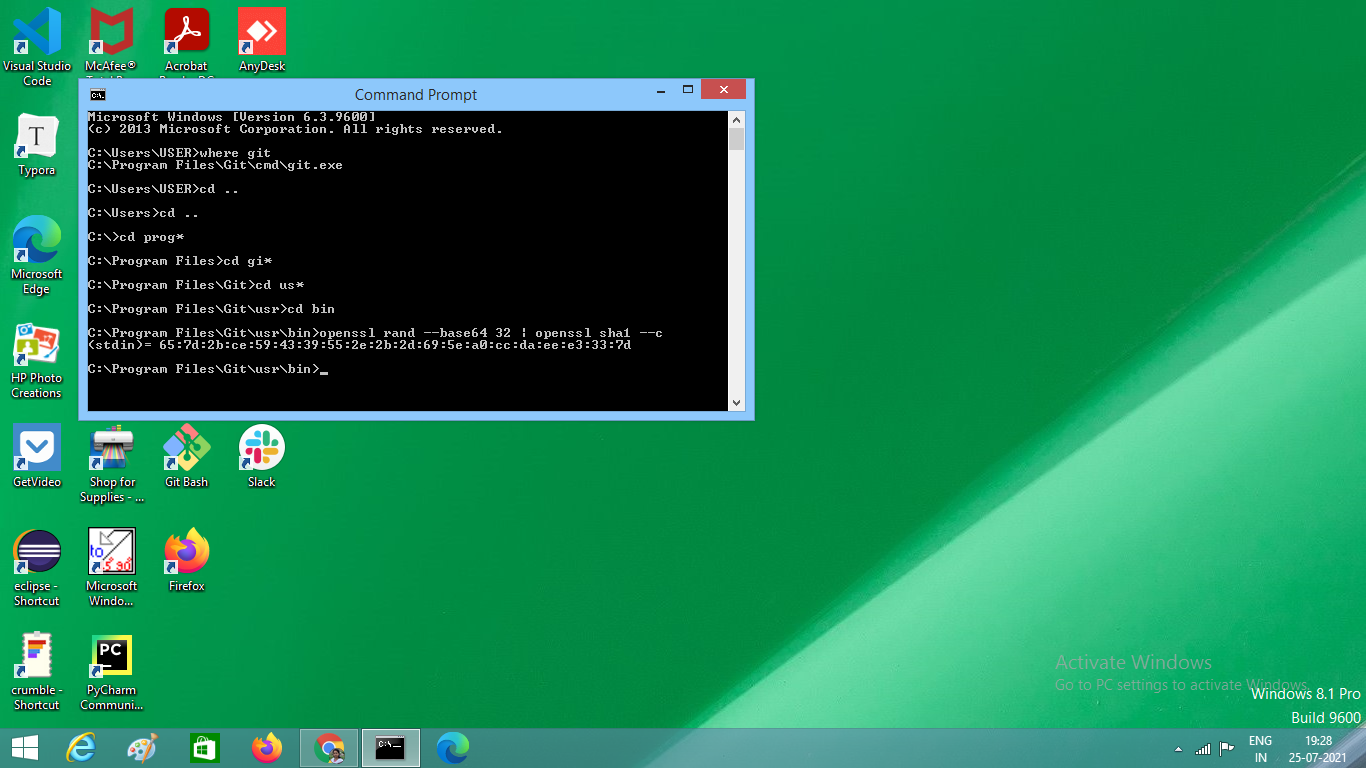 Visual Studio
Code
McAfee®
Acrobat
AnyDesk
Command Prompt
Microsoft Windows [Version 6.3.9600]
(c) 2013 Microsoft Corporation. All rights reserved.
C:\Users\USER>where git
C:\Program Files\Git\cmd\git.exe
C:\Users\USER>cd ..
C:\Users>cd ..
C:\>cd prog*
C:\Program Files>cd gi*
C:\Program Files\Git>cd us*
C:\Program Files\Git\usr>cd bin
C:\Program Files\Git\usr\bin>openssl rand --base64 32 | openssl sha1 --c
(stdin)= 65:7d:2b:ce:59:43:39:55:2e:2b:2d:69:5e:a0:cc:da:ee:e3:33:7d
C:\Program Files\Git\usr\bin>_
T
Typora
Microsoft
Edge
HP Photo
Creations
GetVideo
Shop for
Supplies - ...
Git Bash
Slack
eclipse -
Shortcut
to
Microsoft
Windo...
Firefox
crumble -
Shortcut
PC
PyCharm
Communi...
Activate Windows
Go to PC settings to activate Windows.
Windows 8.1 Pro
Build 9600
ENG
IN
19:28
25-07-2021